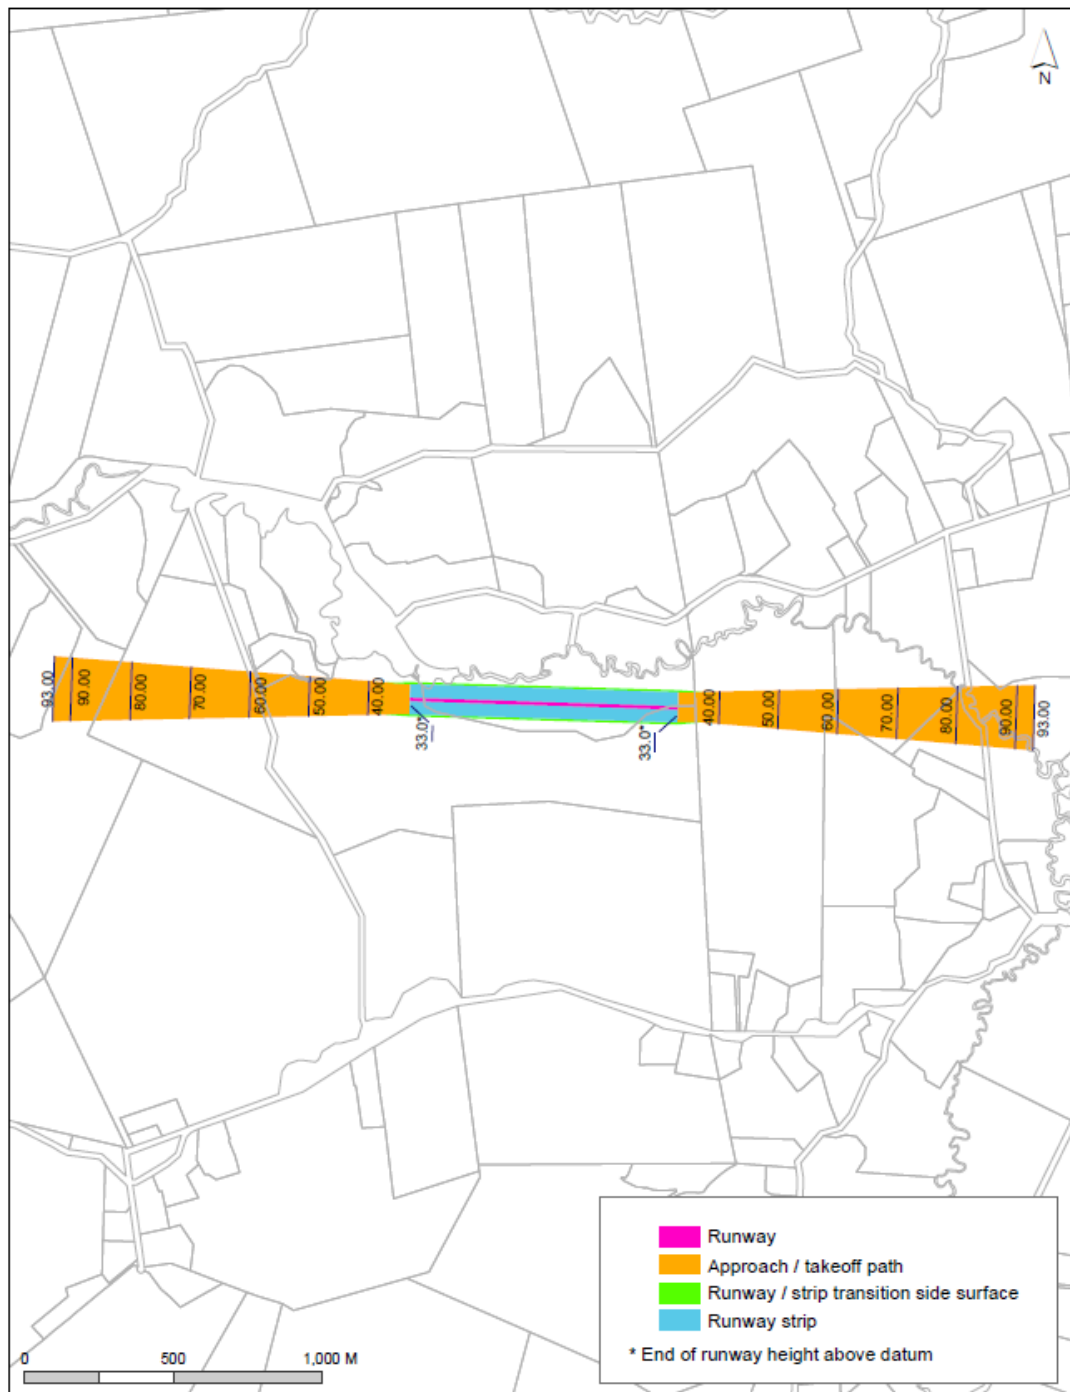 N
93.00
90.00
80.00
70.00
60.00
50.00
40.00
33.0*
33.0*
40.00
50.00
60.00
70.00
80.00
90.00
93.00
Runway
Approach / takeoff path
Runway / strip transition side surface
Runway strip
* End of runway height above datum
0 500 1,000 M